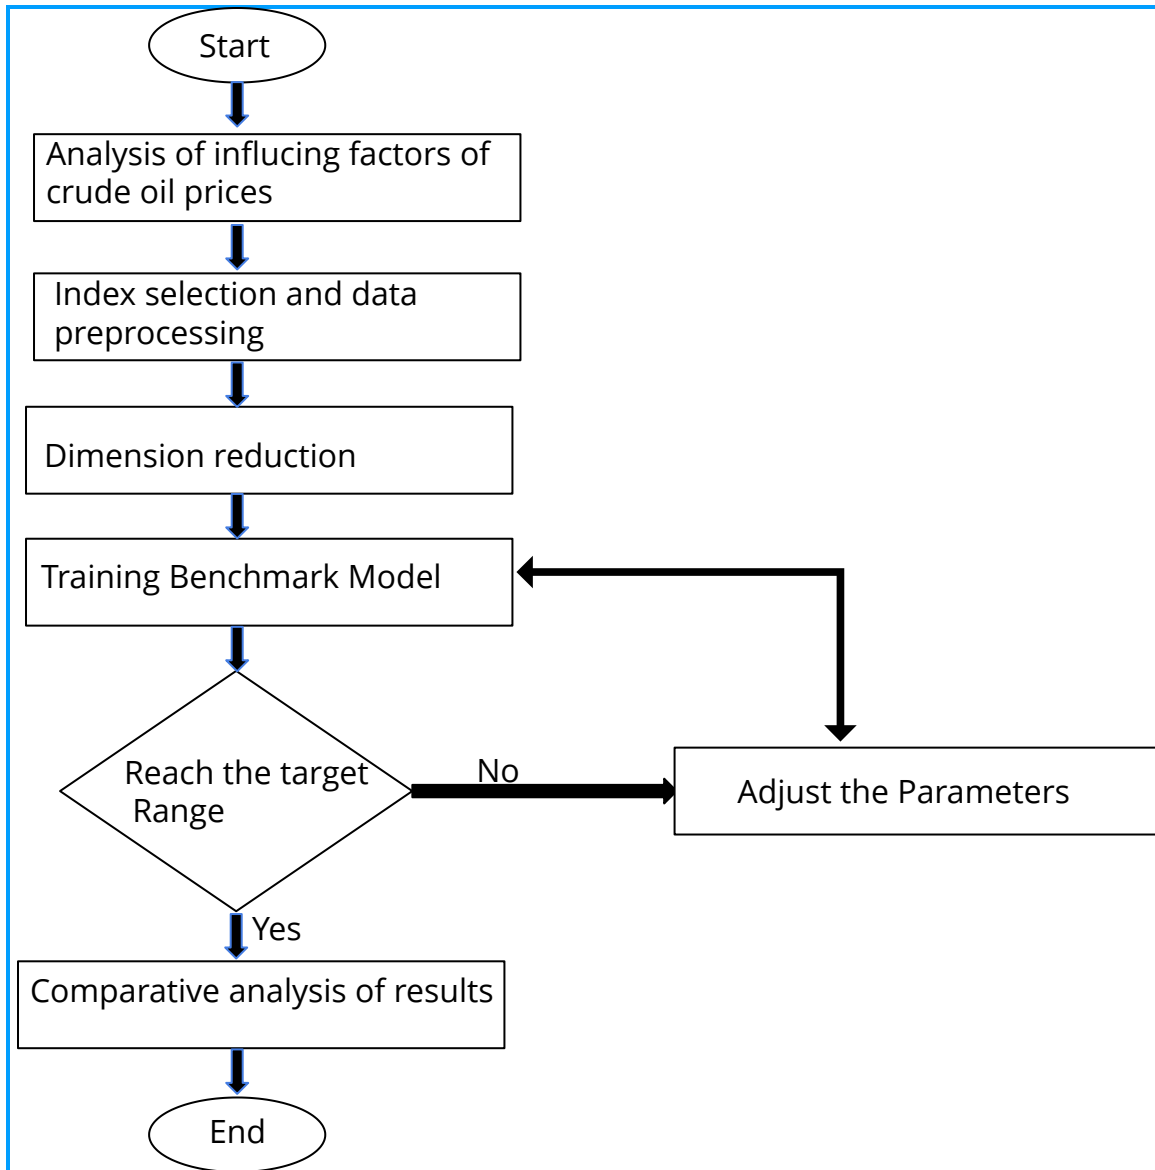 Start
Analysis of influcing factors of
crude oil prices
Index selection and data
preprocessing
Dimension reduction
Training Benchmark Model
Reach the target
Range
No
Adjust the Parameters
Yes
Comparative analysis of results
End